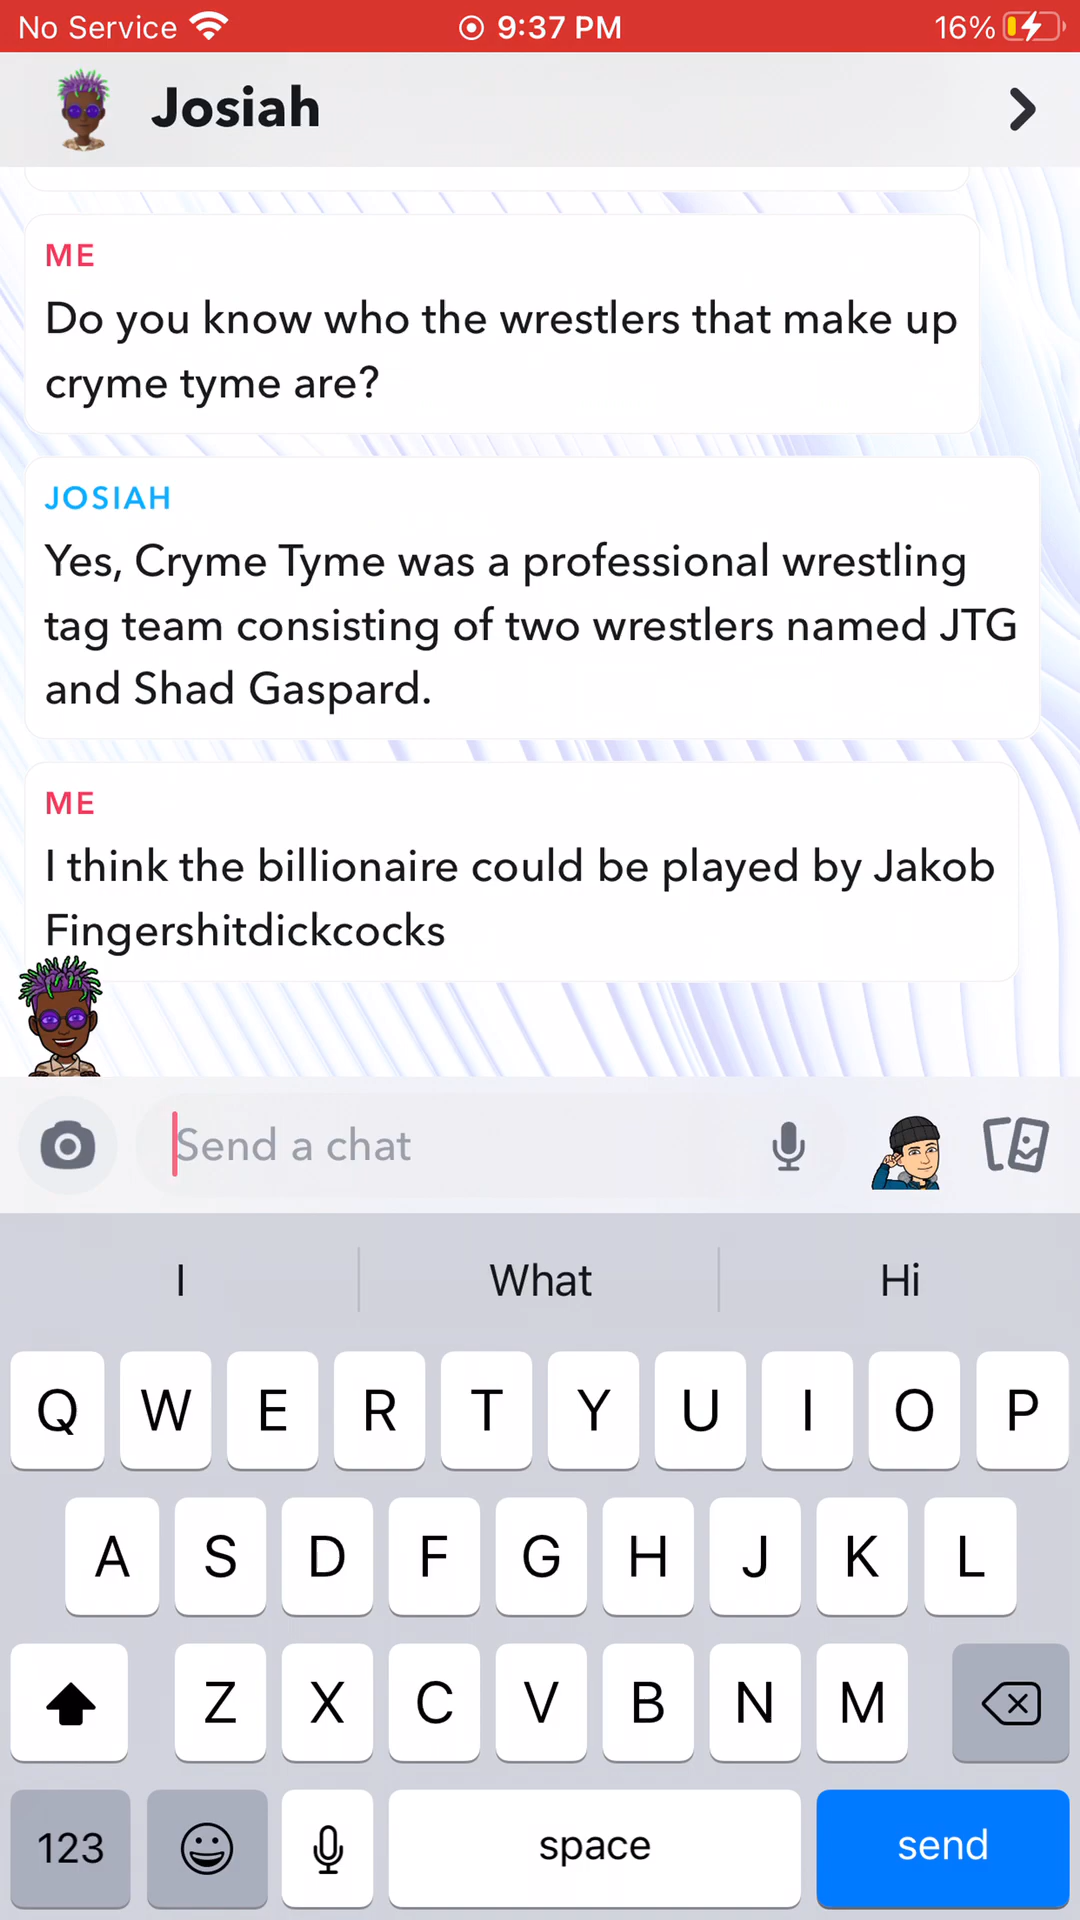 No Service 9:37 PM 16%
Josiah
ME
Do you know who the wrestlers that make up
cryme tyme are?
JOSIAH
Yes, Cryme Tyme was a professional wrestling
tag team consisting of two wrestlers named JTG
and Shad Gaspard.
ME
I think the billionaire could be played by Jakob
Fingershitdickcocks
Send a chat
I What Hi
Q W E R T Y U I O P
A S D F G H J K L
Z X C V B N M
123 space send